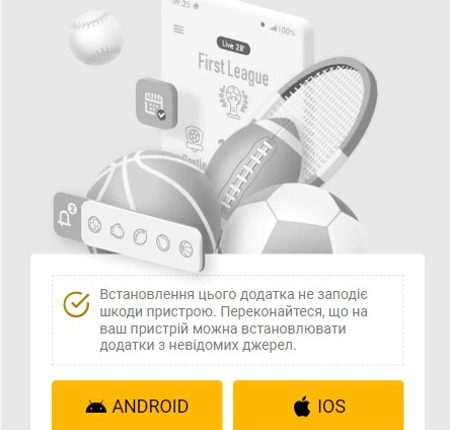 09:25
100%
Live 28'
First League
Castle
2
Встановлення цього додатка не заподіє
шкоди пристрою. Переконайтеся, що на
ваш пристрій можна встановлювати
додатки з невідомих джерел.
ANDROID
IOS